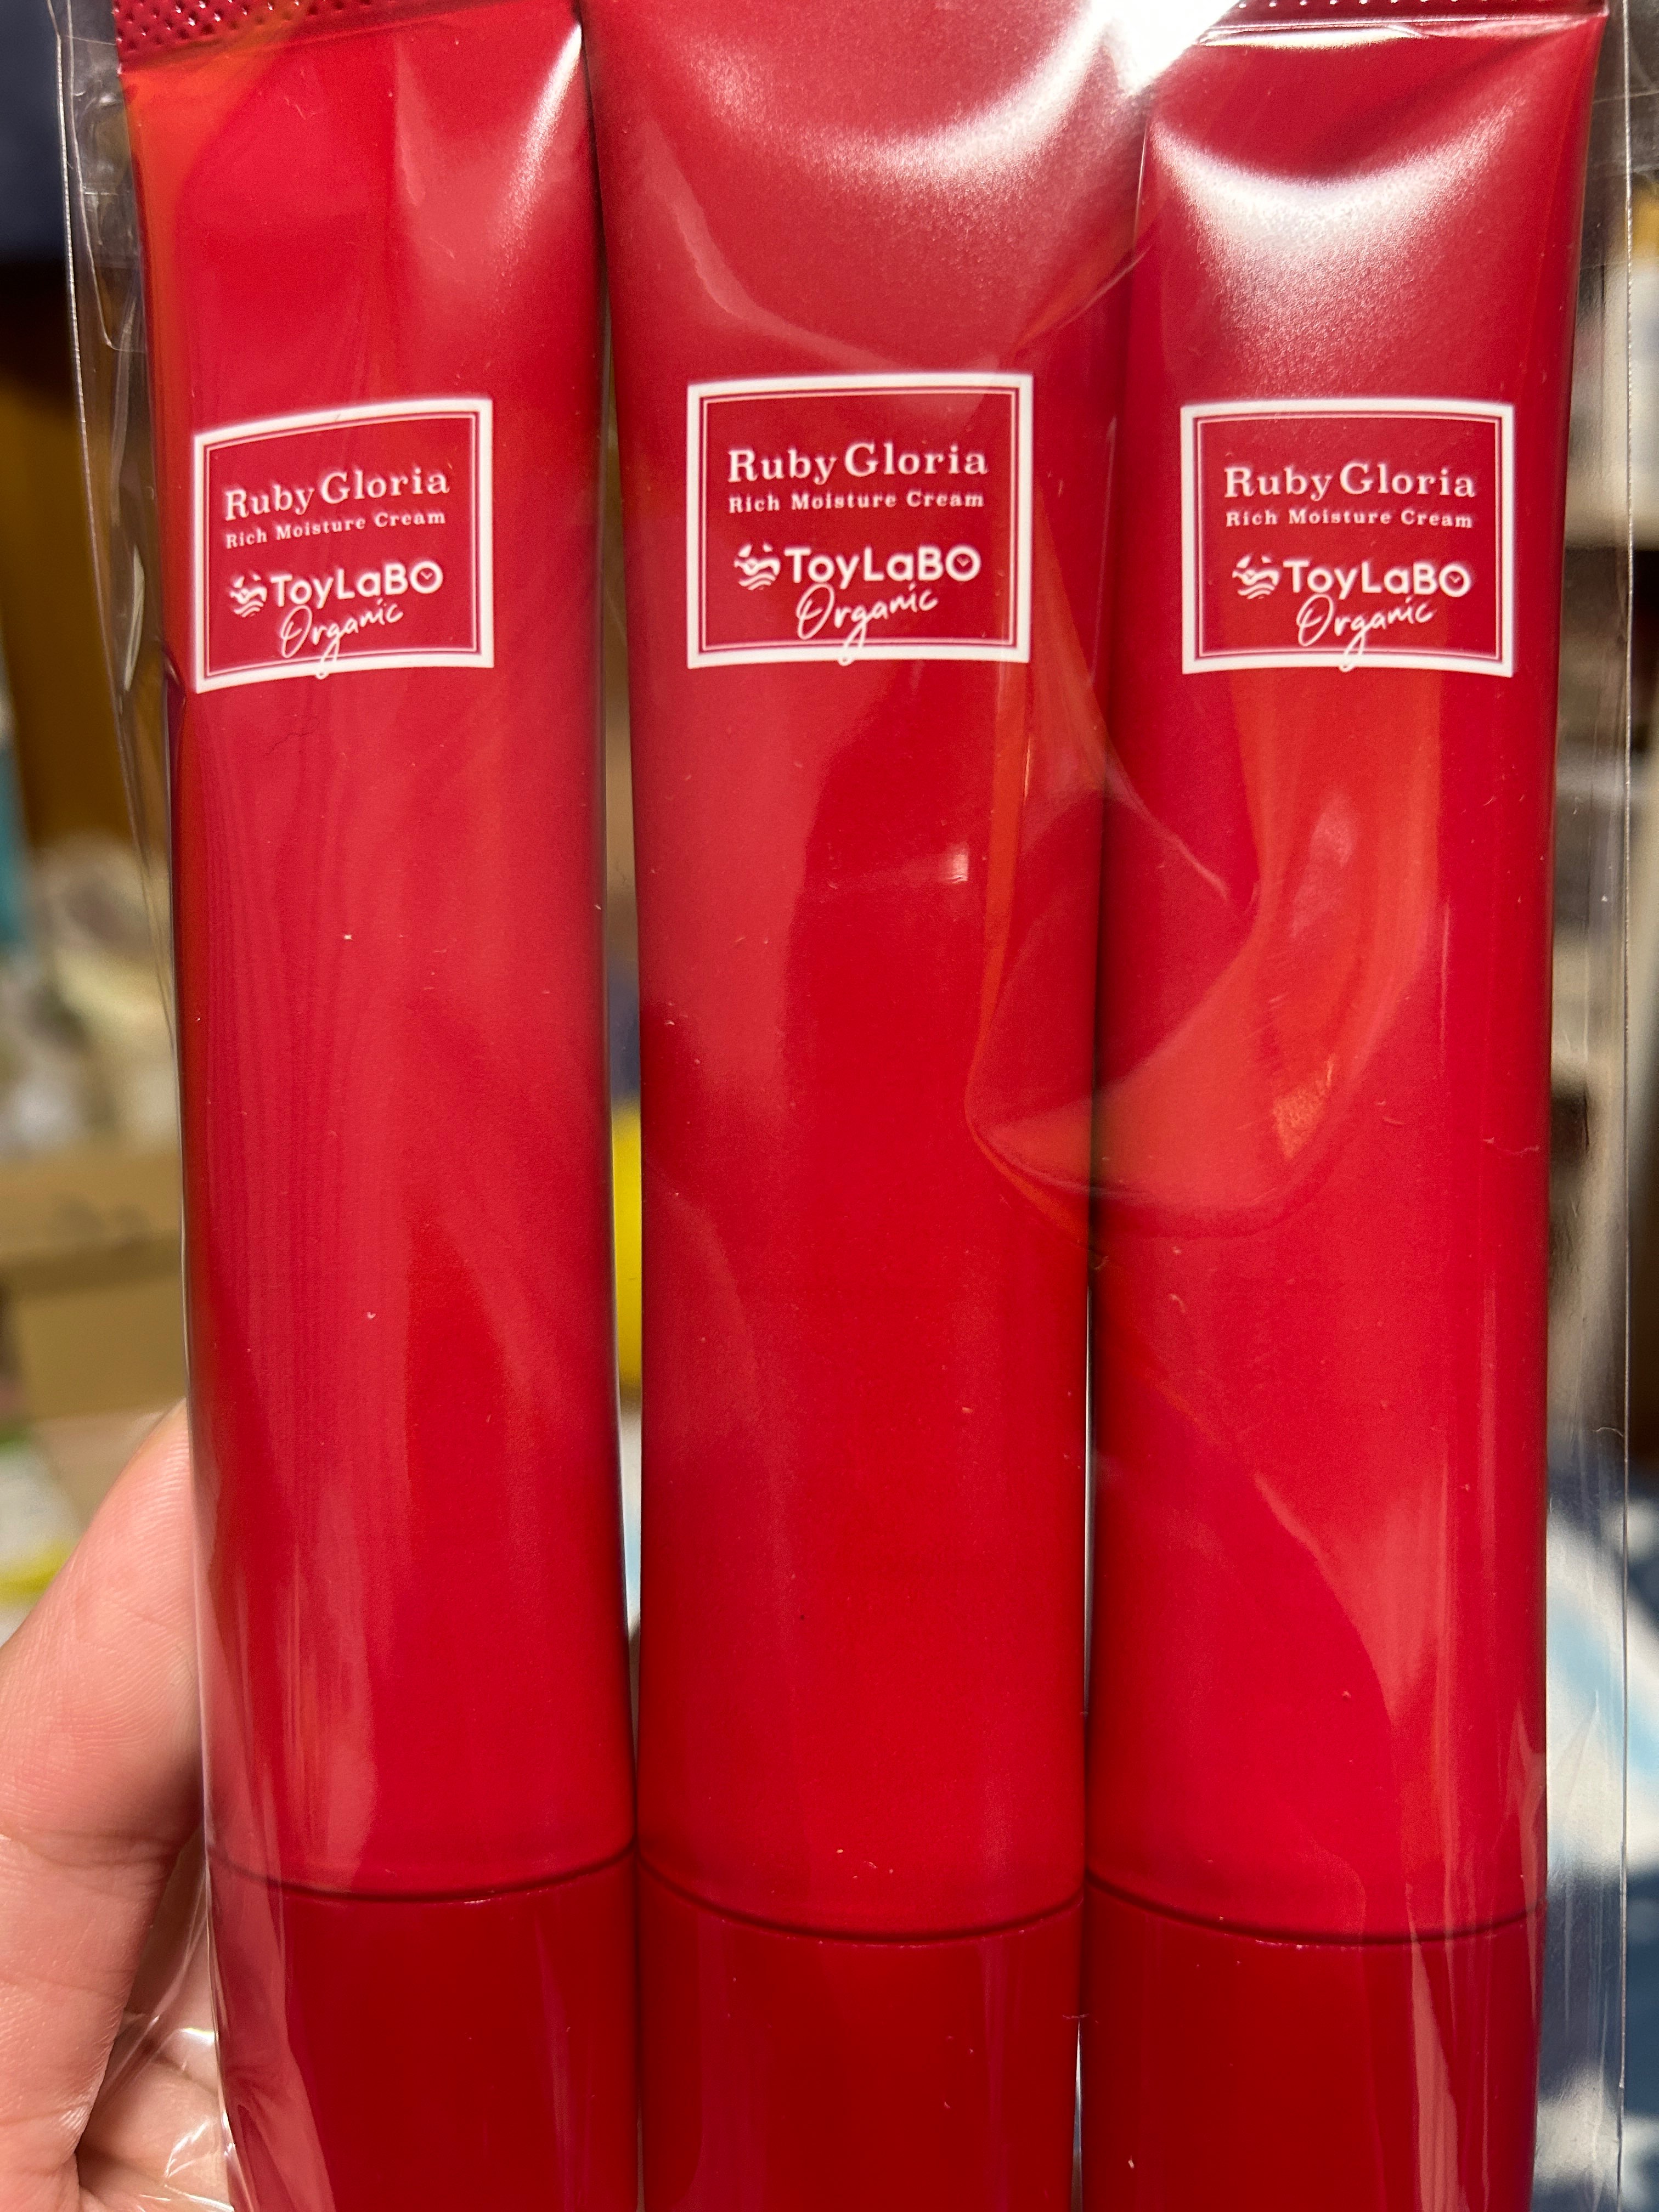 Ruby Gloria
Rich Moisture Cream
ToyLaBO
Organic
Ruby Gloria
Rich Moisture Cream
ToyLaBO
Organic
Ruby Gloria
Rich Moisture Cream
ToyLaBO
Organic